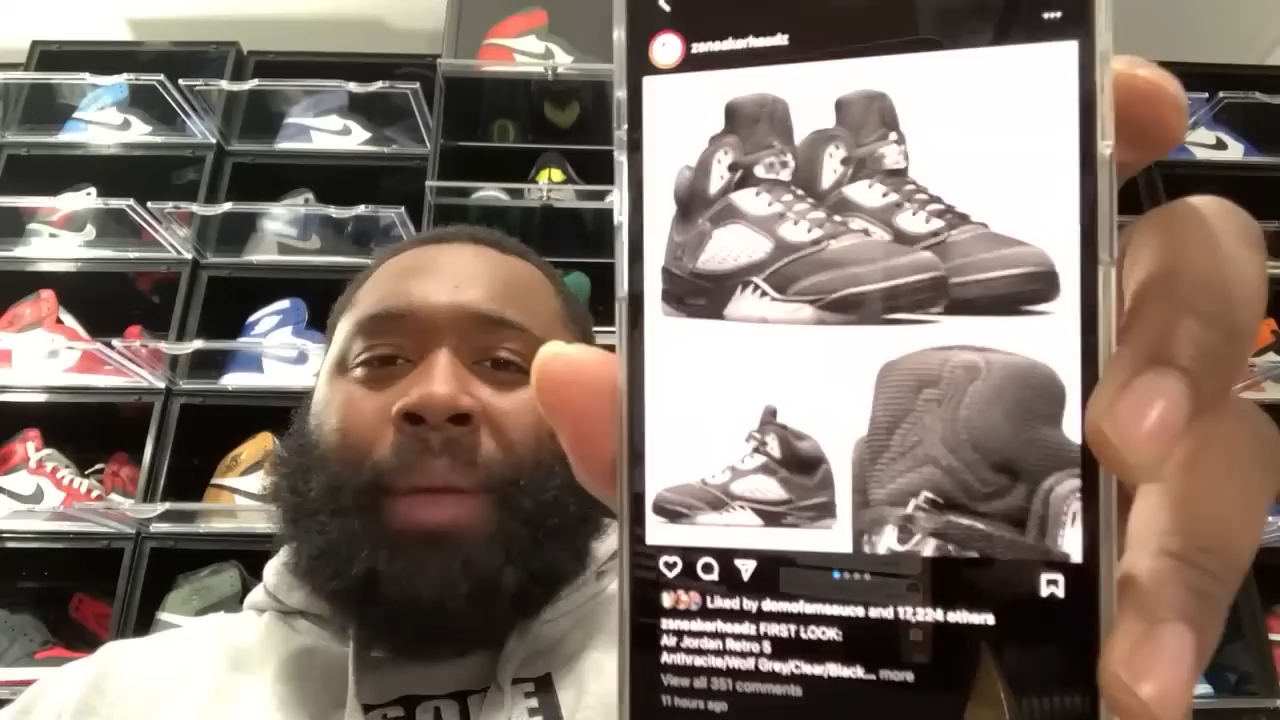 zsneakerheadz
Liked by demofamsauce and 17,224 others
zsneakerheadz FIRST LOOK:
Air Jordan Retro 5
Anthracite/Wolf Grey/Clear/Black... more
View all 351 comments
11 hours ago